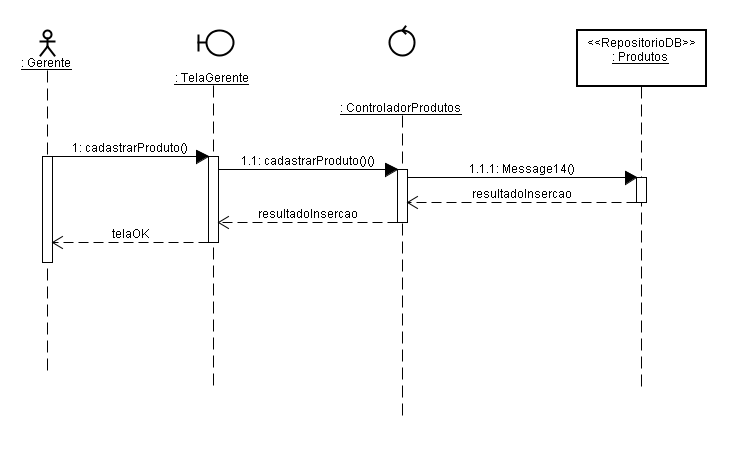 : Gerente
: TelaGerente
: ControladorProdutos
<<RepositorioDB>>
: Produtos
1: cadastrarProduto()
1.1: cadastrarProduto()()
1.1.1: Message14()
resultadoInsercao
resultadoInsercao
telaOK